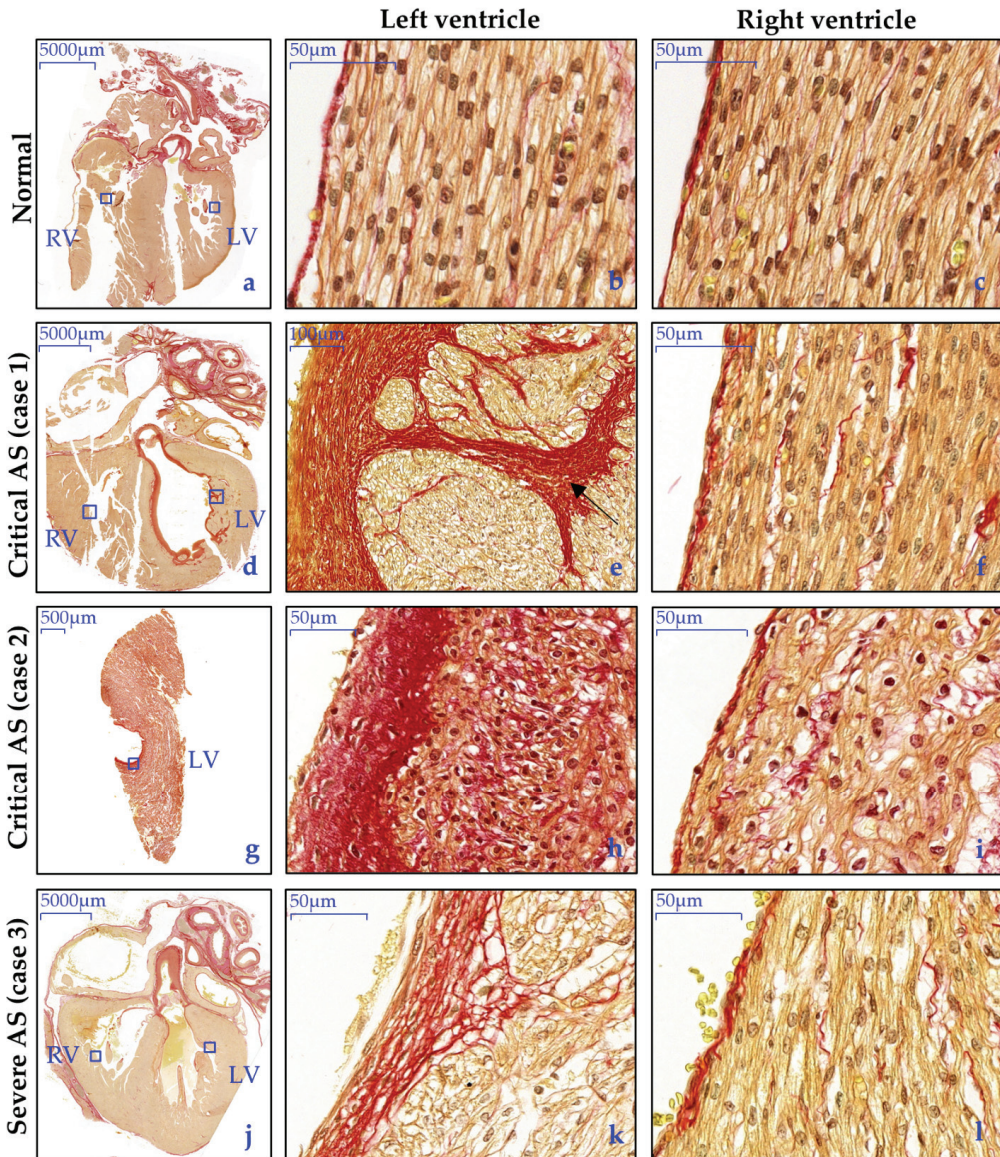 Left ventricle
Right ventricle
Normal
5000µm
RV
LV
a
50µm
b
50µm
c
Critical AS (case 1)
5000µm
RV
LV
d
100µm
e
50µm
f
Critical AS (case 2)
500µm
LV
g
50µm
h
50µm
i
Severe AS (case 3)
5000µm
RV
LV
j
50µm
k
50µm
l